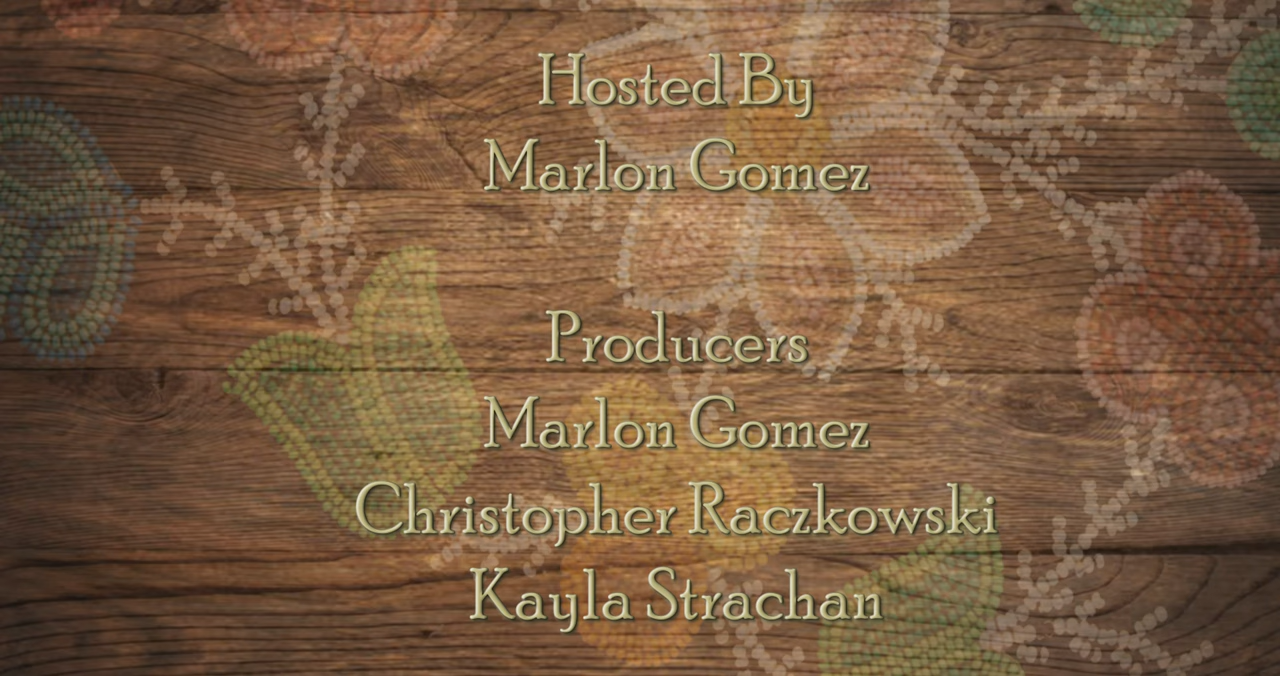 Hosted By
Marlon Gomez
Producers
Marlon Gomez
Christopher Raczkowski
Kayla Strachan